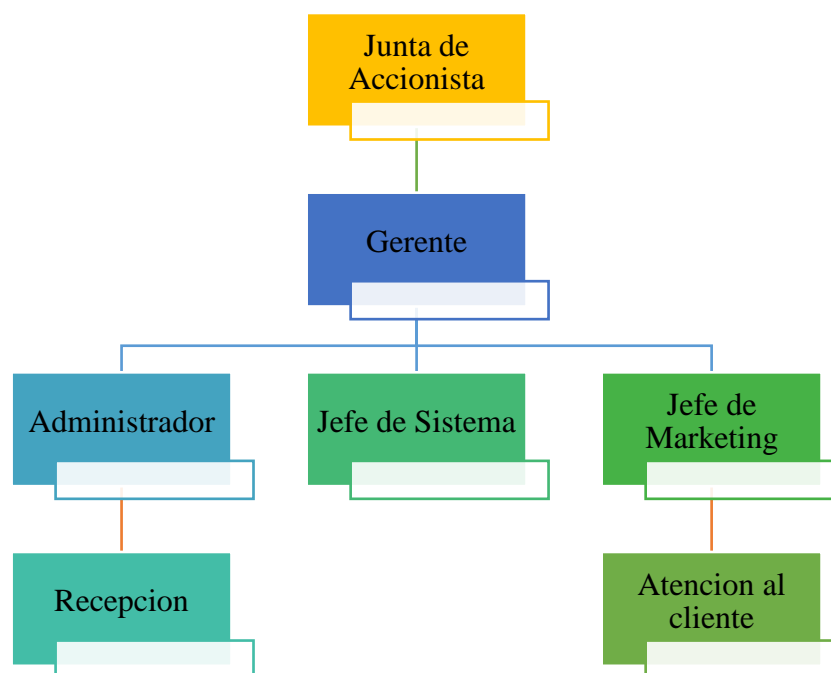 Junta de
Accionista
Gerente
Administrador
Jefe de Sistema
Jefe de
Marketing
Recepcion
Atencion al
cliente